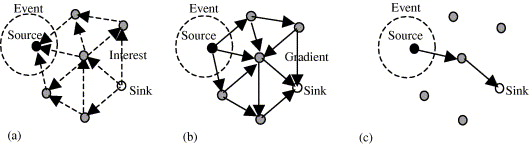 Event
Source
Interest
Sink
(a)
Event
Source
Gradient
Sink
(b)
Event
Source
Sink
(c)